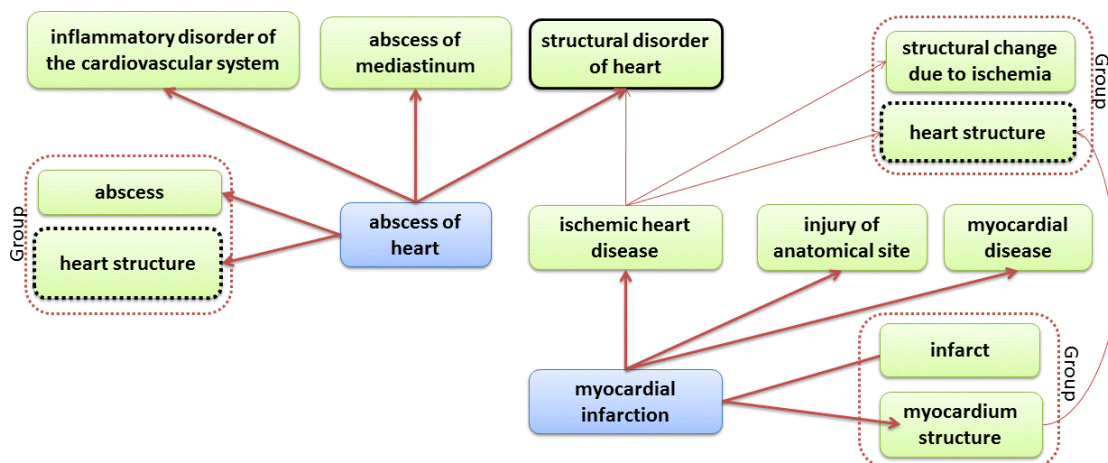 inflammatory disorder of
the cardiovascular system
abscess of
mediastinum
structural disorder
of heart
structural change
due to ischemia
heart structure
Group
abscess
heart structure
Group
abscess of
heart
ischemic heart
disease
injury of
anatomical site
myocardial
disease
myocardial
infarction
infarct
myocardium
structure
Group